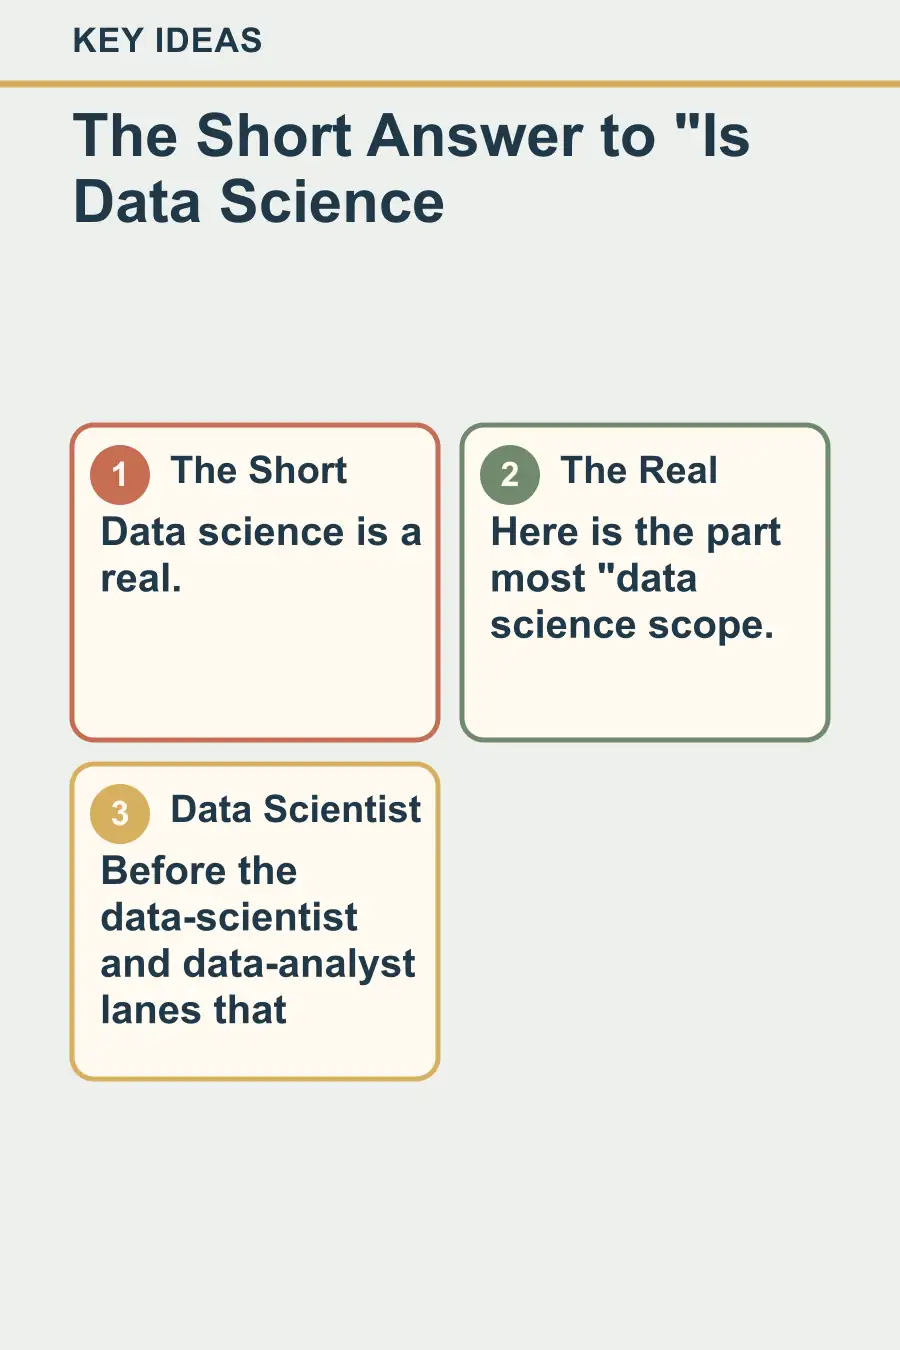 KEY IDEAS
The Short Answer to "Is
Data Science
1
The Short
Data science is a
real.
2
The Real
Here is the part
most "data
science scope.
3
Data Scientist
Before the
data-scientist
and data-analyst
lanes that